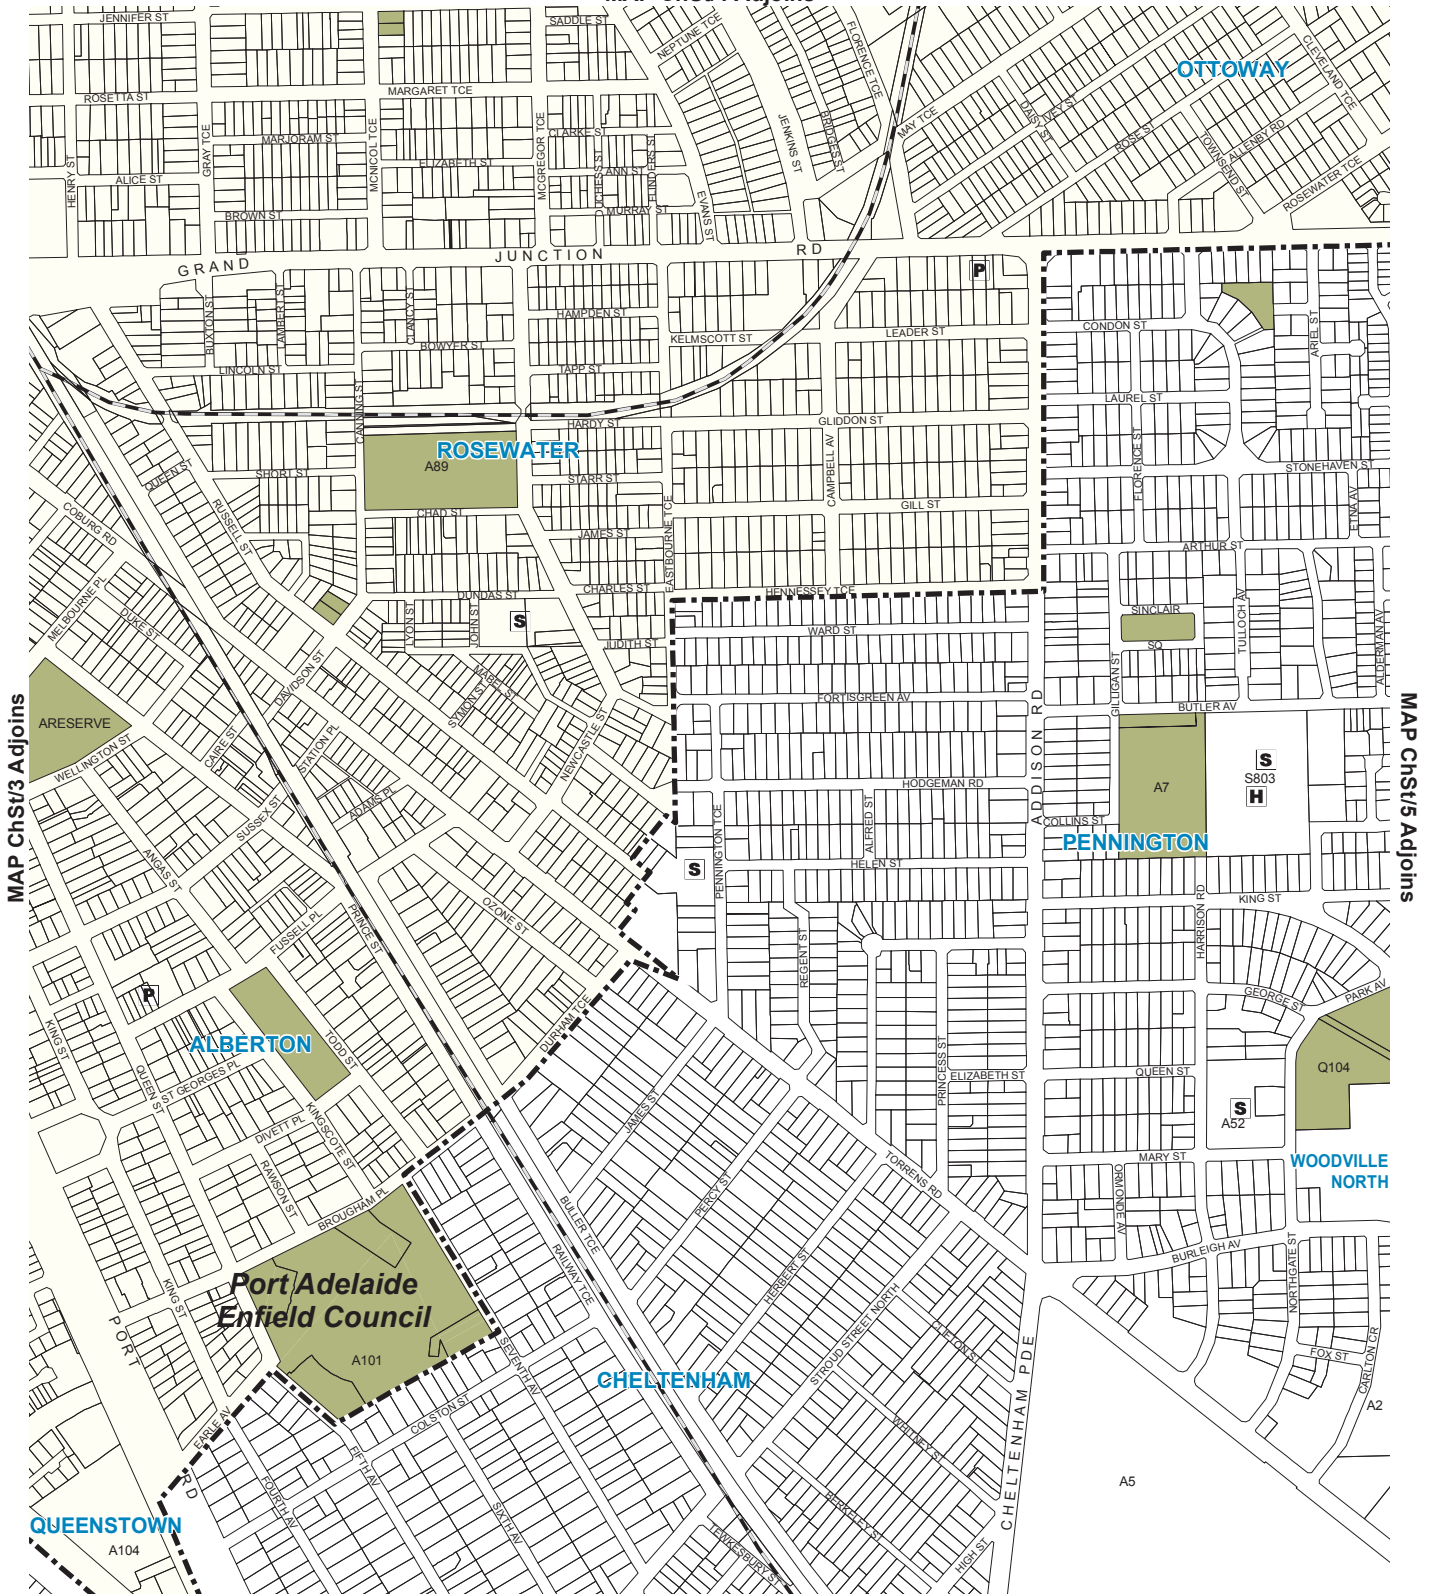 JENNIFER ST
SADDLE ST
NEPTUNE TCE
FLORENCE TCE
OTTOWAY
CLEVELAND TCE
ROSETTA ST
MARGARET TCE
MARJORAM ST
GRAY TCE
MCNICOL TCE
MCGREGOR TCE
CLARKE ST
JENKINS ST
BRIDGES ST
MAY TCE
DAISY ST
IVEY ST
ROSE ST
TOWNSEND ST
ALLENBY RD
ROSEWATER TCE
HENRY ST
ALICE ST
ELIZABETH ST
DUCHESS ST
ANN ST
FLINDERS ST
BROWN ST
MURRAY ST
EVANS ST
GRAND JUNCTION RD
P
BUXTON ST
LAMBERT ST
CLANCY ST
HAMPDEN ST
KELMSCOTT ST
LEADER ST
CONDON ST
ARIEL ST
BOWYER ST
LINCOLN ST
TAPP ST
CANNING ST
LAUREL ST
HARDY ST
GLIDDON ST
ROSEWATER
A89
QUEEN ST
SHORT ST
STARR ST
CAMPBELL AV
FLORENCE ST
STONEHAVEN ST
COBURG RD
RUSSELL ST
CHAD ST
JAMES ST
EASTBOURNE TCE
GILL ST
ETNA AV
ARTHUR ST
MELBOURNE PL
DUKE ST
DUNDAS ST
CHARLES ST
HENNESSEY TCE
LYON ST
JOHN ST
S
JUDITH ST
WARD ST
SINCLAIR
SQ
TULLOCH AV
ALDERMAN AV
DAVIDSON ST
MABEL ST
SYMON ST
FORTISGREEN AV
GILLIGAN ST
BUTLER AV
ARESERVE
WELLINGTON ST
CAIRE ST
STATION PL
NEWCASTLE ST
ADDISON RD
S
S803
H
A7
HODGEMAN RD
MAP ChSt/3 Adjoins
MAP ChSt/5 Adjoins
ADAMS PL
SUSSEX ST
PENNINGTON TCE
ALFRED ST
COLLINS ST
PENNINGTON
ANGAS ST
S
HELEN ST
HARRISON RD
KING ST
FUSSELL PL
PRINCE ST
OZONE ST
REGENT ST
P
DURHAM TCE
GEORGE ST
PARK AV
KING ST
ALBERTON
TODD ST
QUEEN ST
ST GEORGES PL
PRINCESS ST
ELIZABETH ST
QUEEN ST
Q104
DIVETT PL
KINGSCOTE ST
JAMES ST
S
A52
RAWSON ST
BROUGHAM PL
PERCY ST
TORRENS RD
MARY ST
ORMONDE AV
WOODVILLE
NORTH
BULLER TCE
RAILWAY TCE
BURLEIGH AV
NORTHGATE ST
KING ST
Port Adelaide
Enfield Council
HERBERT ST
STROUD STREET NORTH
CLIFTON ST
PORT RD
A101
SEVENTH AV
CHELTENHAM
CHELTENHAM PDE
FOX ST
CARLTON CR
A2
COLSTON ST
EARLE AV
FIFTH AV
WHITNEY ST
FOURTH AV
SIXTH AV
BERKELEY ST
A5
QUEENSTOWN
A104
TEWKESBURY ST
HIGH ST